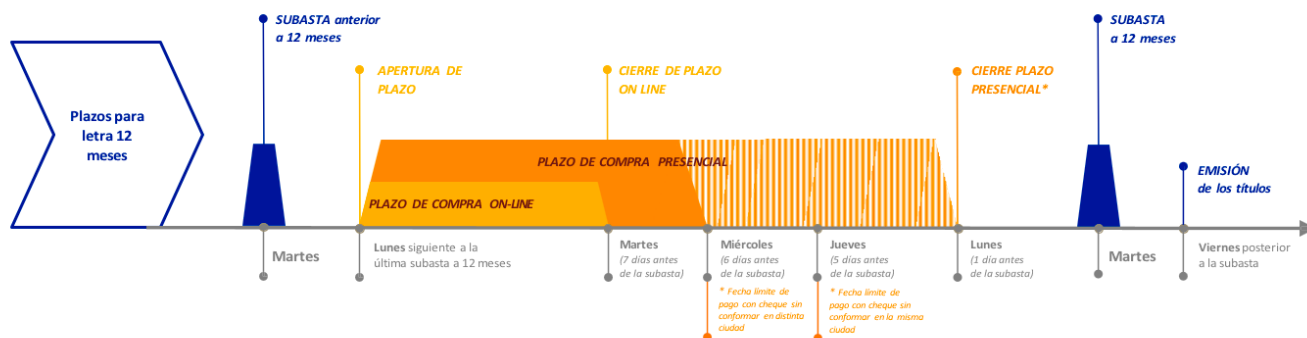 Plazos para
letra 12
meses
SUBASTA anterior
a 12 meses
APERTURA DE
PLAZO
CIERRE DE PLAZO
ON LINE
SUBASTA
a 12 meses
CIERRE PLAZO
PRESENCIAL*
EMISIÓN
de los títulos
PLAZO DE COMPRA PRESENCIAL
PLAZO DE COMPRA ON-LINE
Martes
Lunes siguiente a la
última subasta a 12 meses
Martes
(7 días antes
de la subasta)
Miércoles
(6 días antes
de la subasta)
* Fecha límite de
pago con cheque sin
conformar en distinta
ciudad
Jueves
(5 días antes
de la subasta)
* Fecha límite de
pago con cheque sin
conformar en la misma
ciudad
Lunes
(1 día antes
de la subasta)
Martes
Viernes posterior
a la subasta